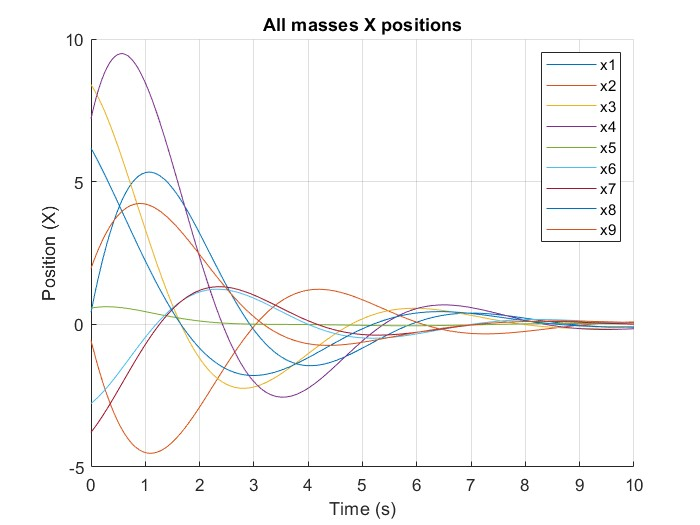 All masses X positions
Position (X)
10
5
0
-5
x1
x2
x3
x4
x5
x6
x7
x8
x9
0 1 2 3 4 5 6 7 8 9 10
Time (s)